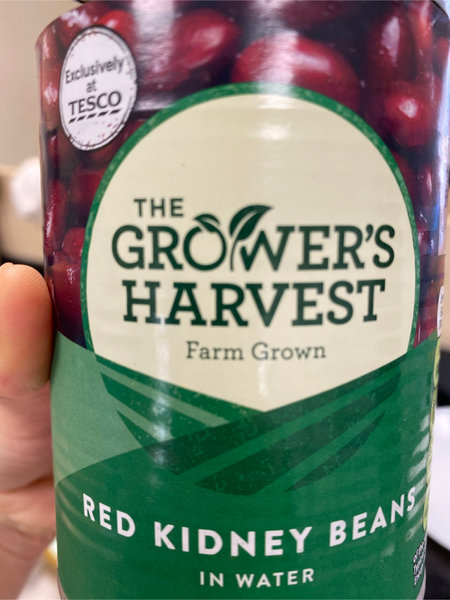 Exclusively
at
TESCO
THE
GROWER'S
HARVEST
Farm Grown
RED KIDNEY BEANS
IN WATER